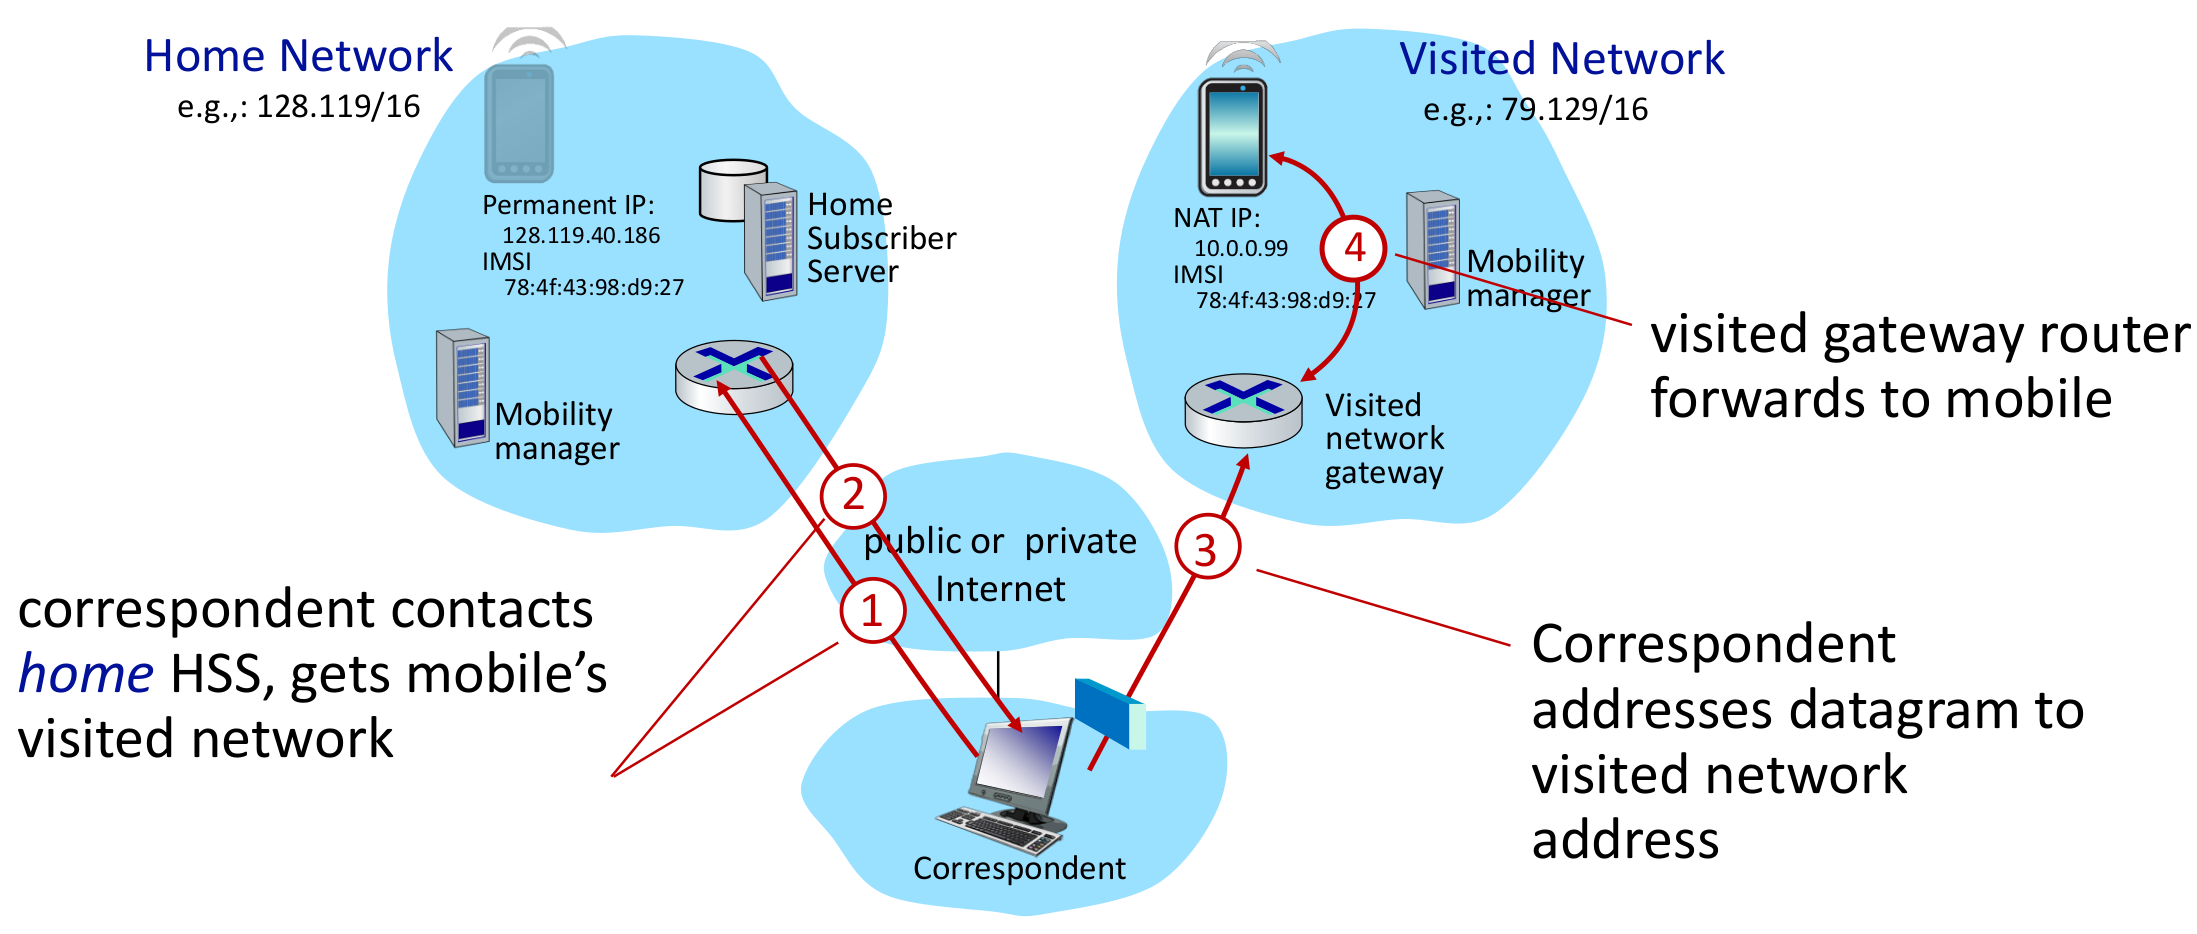 Home Network
e.g.,: 128.119/16
Permanent IP:
128.119.40.186
IMSI
78:4f:43:98:d9:27
Home
Subscriber
Server
Mobility
manager
Visited Network
e.g.,: 79.129/16
NAT IP:
10.0.0.99
IMSI
78:4f:43:98:d9:27
Mobility
manager
Visited
network
gateway
4
visited gateway router
forwards to mobile
2
public or private
Internet
3
1
correspondent contacts
home HSS, gets mobile’s
visited network
Correspondent
addresses datagram to
visited network
address
Correspondent